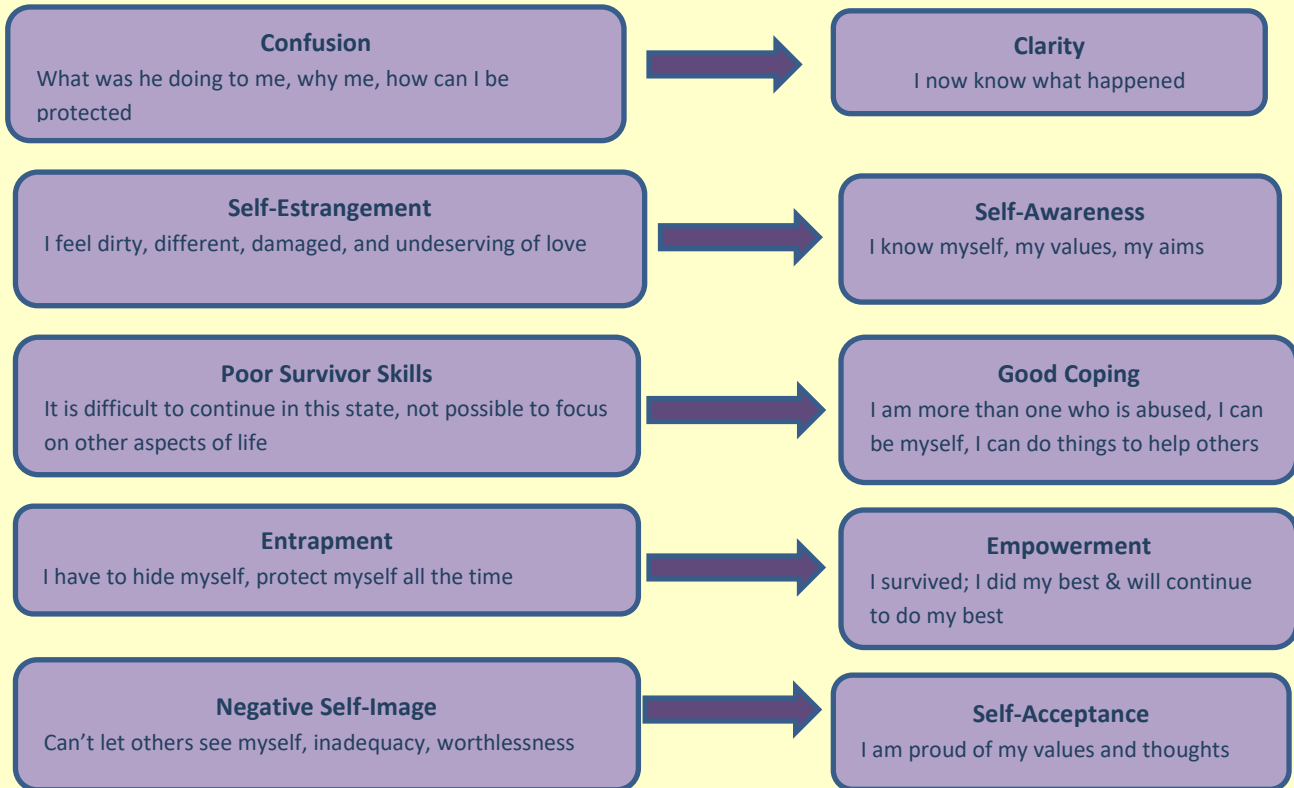 Confusion
What was he doing to me, why me, how can I be
protected
Clarity
I now know what happened
Self-Estrangement
I feel dirty, different, damaged, and undeserving of love
Self-Awareness
I know myself, my values, my aims
Poor Survivor Skills
It is difficult to continue in this state, not possible to focus
on other aspects of life
Good Coping
I am more than one who is abused, I can
be myself, I can do things to help others
Entrapment
I have to hide myself, protect myself all the time
Empowerment
I survived; I did my best & will continue
to do my best
Negative Self-Image
Can’t let others see myself, inadequacy, worthlessness
Self-Acceptance
I am proud of my values and thoughts